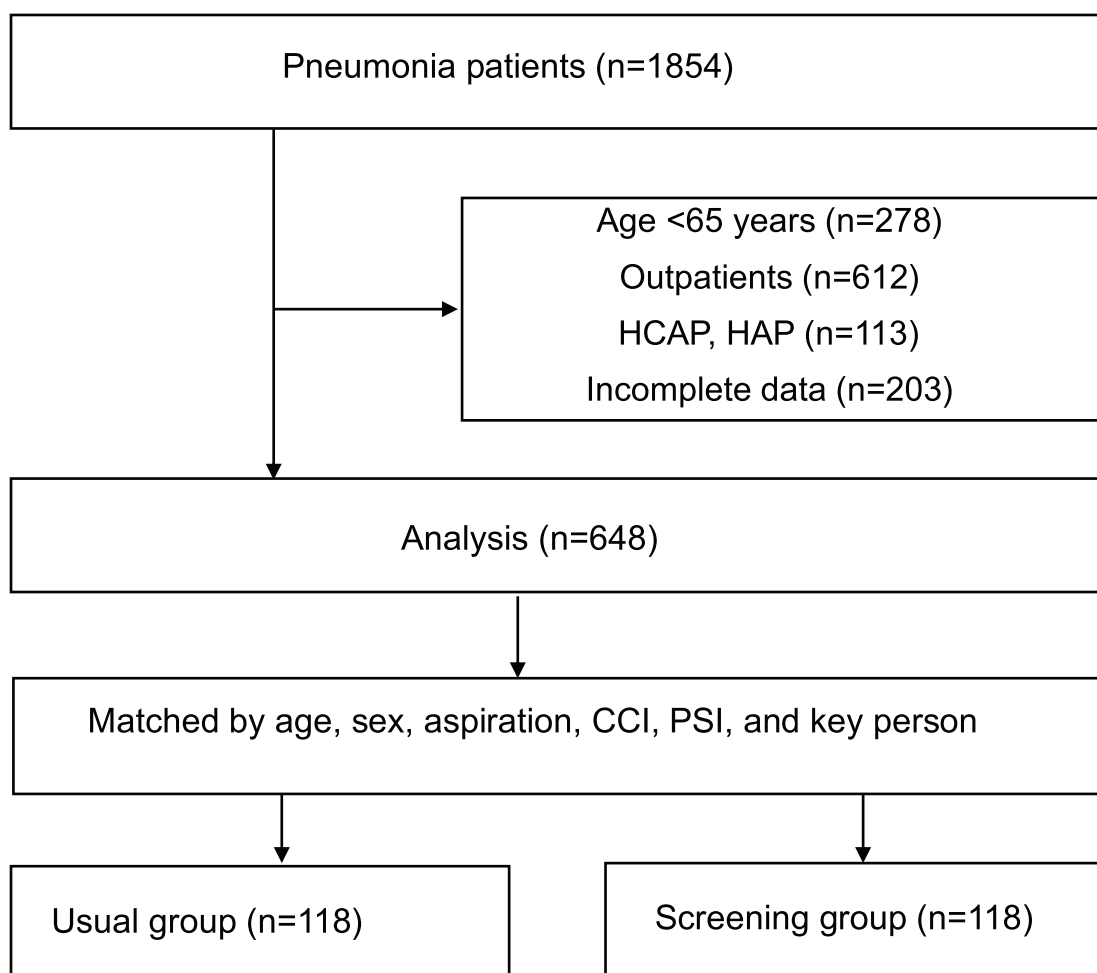 Pneumonia patients (n=1854)
Age <65 years (n=278)
Outpatients (n=612)
HCAP, HAP (n=113)
Incomplete data (n=203)
Analysis (n=648)
Matched by age, sex, aspiration, CCI, PSI, and key person
Usual group (n=118)
Screening group (n=118)